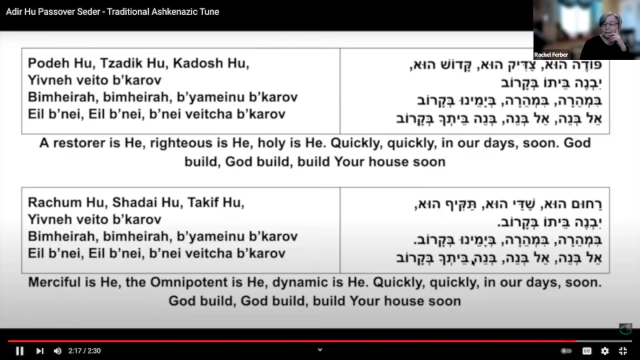 Adir Hu Passover Seder - Traditional Ashkenazic Tune
Rachel Ferber
Podeh Hu, Tzadik Hu, Kadosh Hu,
Yivneh veito b'karov
Bimheirah, bimheirah, b'yameinu b'karov
Eil b'nei, Eil b'nei, b'nei veitcha b'karov
פּוֹדֶה הוּא, צַדִּיק הוּא, קָדוֹשׁ הוּא,
יִבְנֶה בֵּיתוֹ בְּקָרוֹב
בִּמְהֵרָה, בִּמְהֵרָה, בְּיָמֵינוּ בְּקָרוֹב
אֵל בְּנֵה, אֵל בְּנֵה, בְּנֵה בֵּיתְךָ בְּקָרוֹב
A restorer is He, righteous is He, holy is He. Quickly, quickly, in our days, soon. God
build, God build, build Your house soon
Rachum Hu, Shadai Hu, Takif Hu,
Yivneh veito b'karov
Bimheirah, bimheirah, b'yameinu b'karov
Eil b'nei, Eil b'nei, b'nei veitcha b'karov
רַחוּם הוּא, שַׁדַּי הוּא, תַּקִּיף הוּא,
יִבְנֶה בֵּיתוֹ בְּקָרוֹב.
בִּמְהֵרָה, בִּמְהֵרָה, בְּיָמֵינוּ בְּקָרוֹב.
אֵל בְּנֵה, אֵל בְּנֵה, בְּנֵה בֵּיתְךָ בְּקָרוֹב
Merciful is He, the Omnipotent is He, dynamic is He. Quickly, quickly, in our days, soon.
God build, God build, build Your house soon
2:17 / 2:30
CC